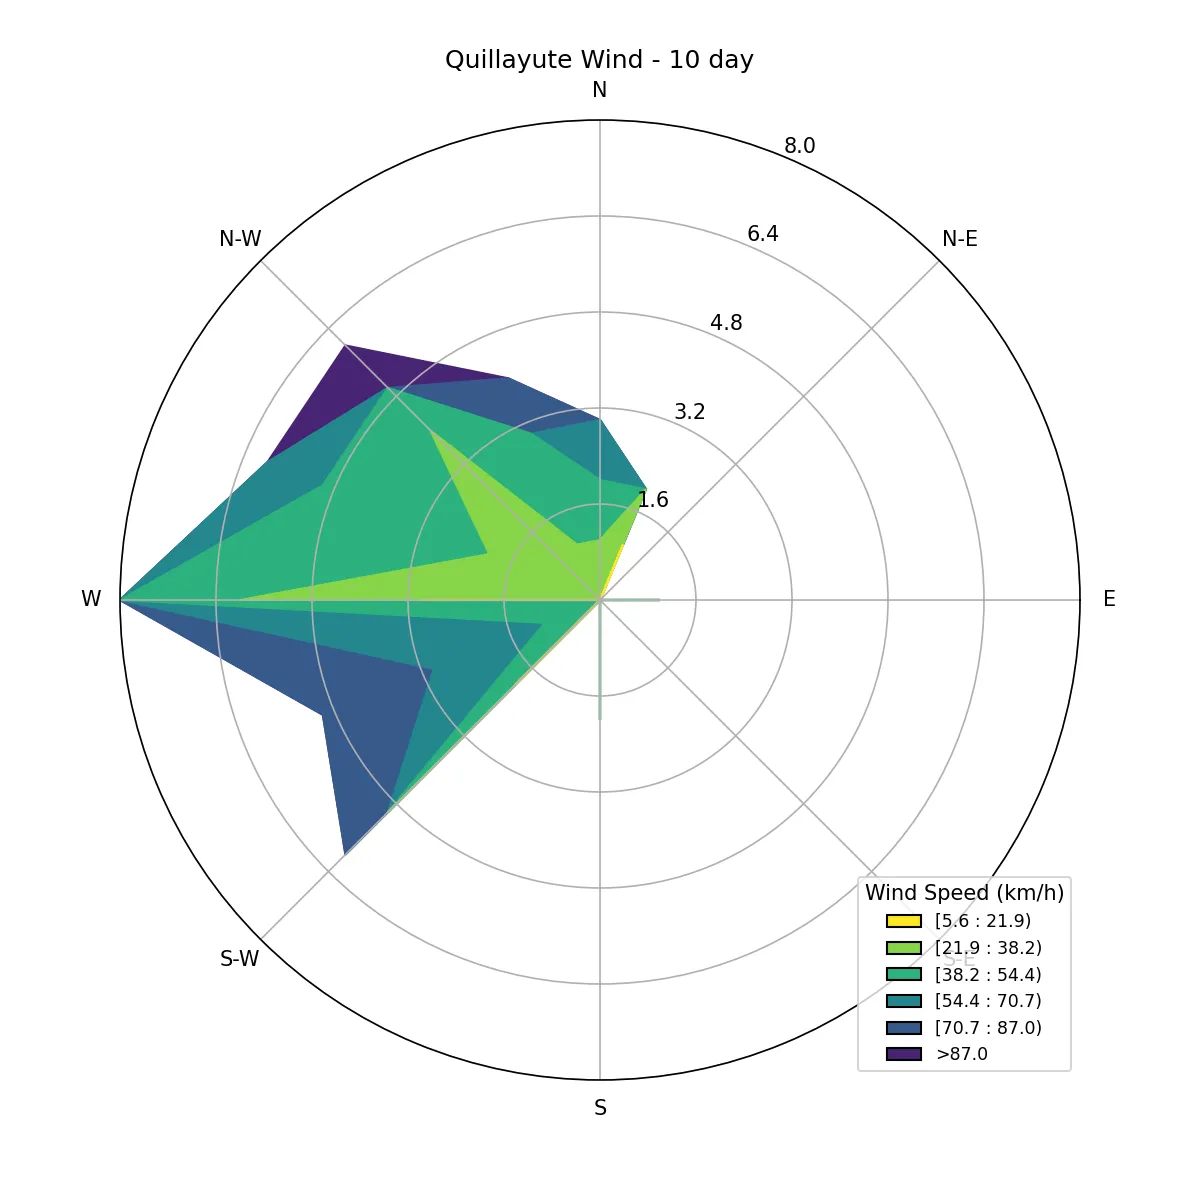 Quillayute Wind - 10 day
N
8.0
6.4
N-W
N-E
4.8
3.2
1.6
W
E
S-W
S-E
Wind Speed (km/h)
[5.6 : 21.9)
[21.9 : 38.2)
[38.2 : 54.4)
[54.4 : 70.7)
[70.7 : 87.0)
>87.0
S